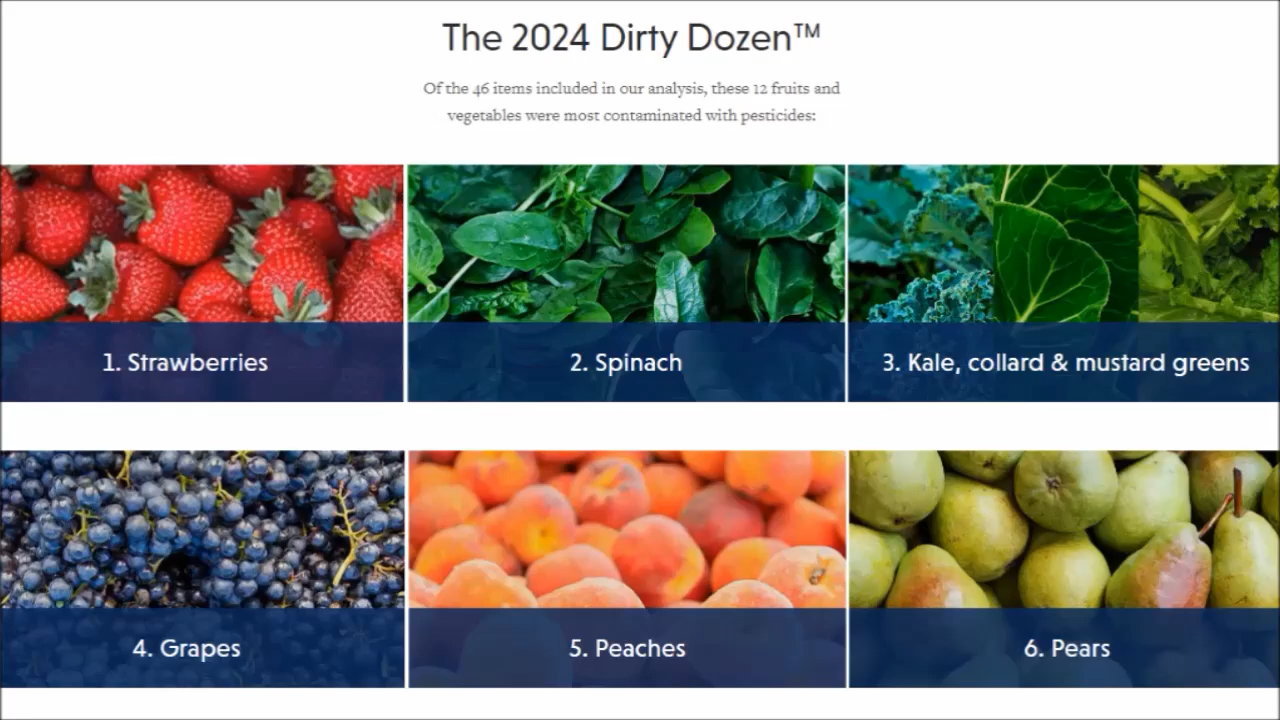 The 2024 Dirty Dozen™
Of the 46 items included in our analysis, these 12 fruits and
vegetables were most contaminated with pesticides:
1. Strawberries
2. Spinach
3. Kale, collard & mustard greens
4. Grapes
5. Peaches
6. Pears